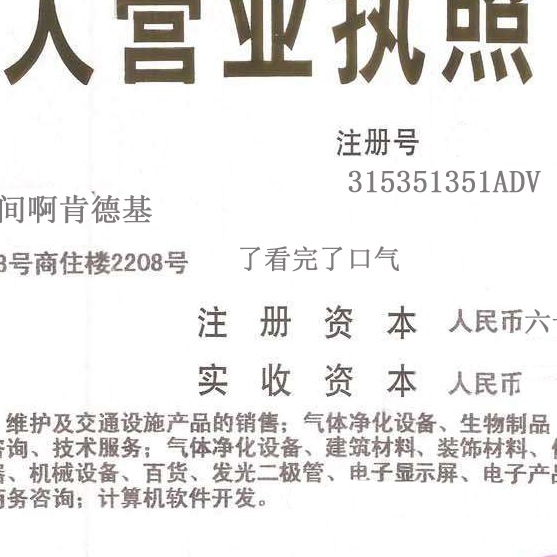 人营业执照
注册号
315351351ADV
间啊肯德基
3号商住楼2208号 了看完了口气
注册资本 人民币六
实收资本 人民币
维护及交通设施产品的销售；气体净化设备、生物制品
咨询、技术服务；气体净化设备、建筑材料、装饰材料、
器、机械设备、百货、发光二极管、电子显示屏、电子产品
商务咨询；计算机软件开发。